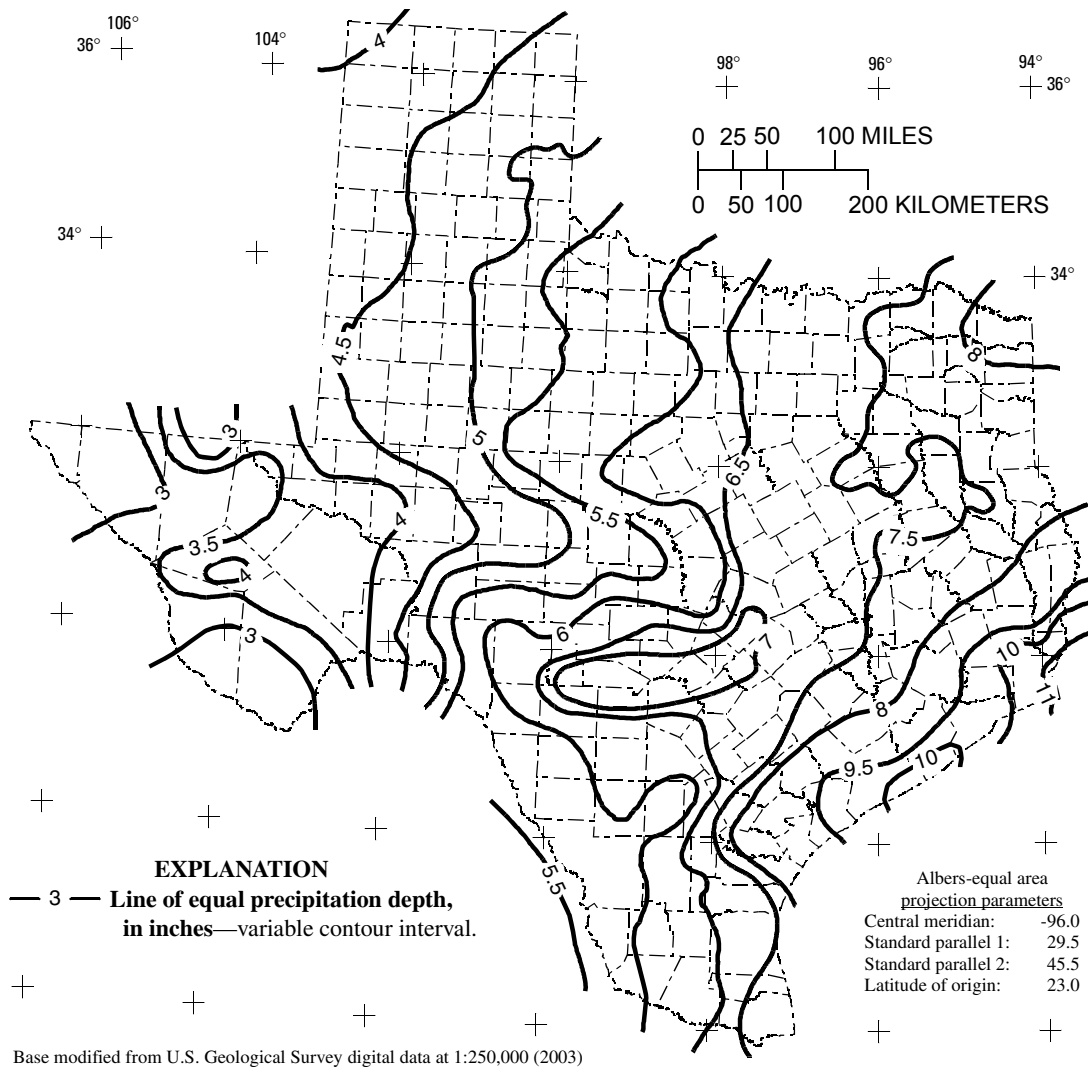 106°
36°
104°
98°
96°
94°
36°
0 25 50 100 MILES
0 50 100 200 KILOMETERS
34°
34°
4
4.5
8
3
5
3
6.5
5.5
4
7.5
3.5
4
3
6
7
10
11
8
9.5
10
5.5
EXPLANATION
3 Line of equal precipitation depth,
in inches—variable contour interval.
Albers-equal area
projection parameters
Central meridian: -96.0
Standard parallel 1: 29.5
Standard parallel 2: 45.5
Latitude of origin: 23.0
Base modified from U.S. Geological Survey digital data at 1:250,000 (2003)